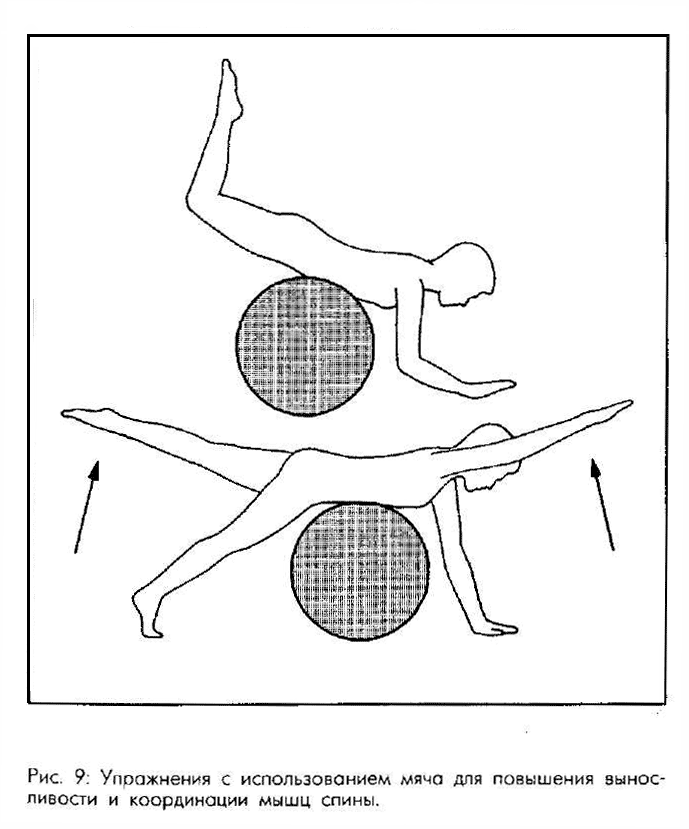 Рис. 9: Упражнения с использованием мяча для повышения вынос-
ливости и координации мышц спины.